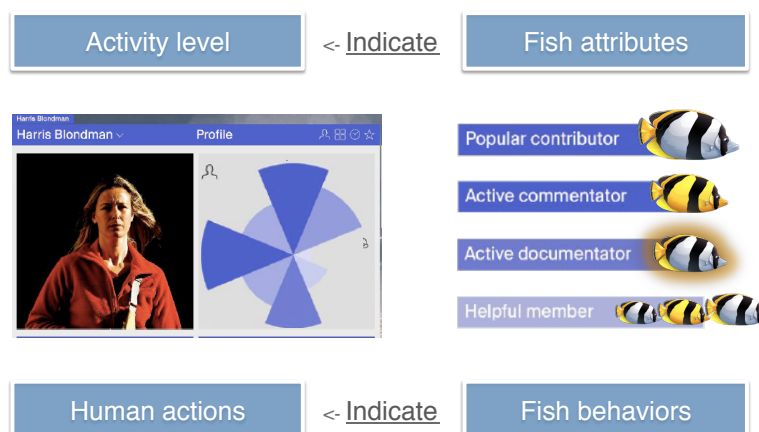 Activity level <- Indicate Fish attributes
Harris Blondman
Harris Blondman Profile
Popular contributor
Active commentator
Active documentator
Helpful member
Human actions <- Indicate Fish behaviors